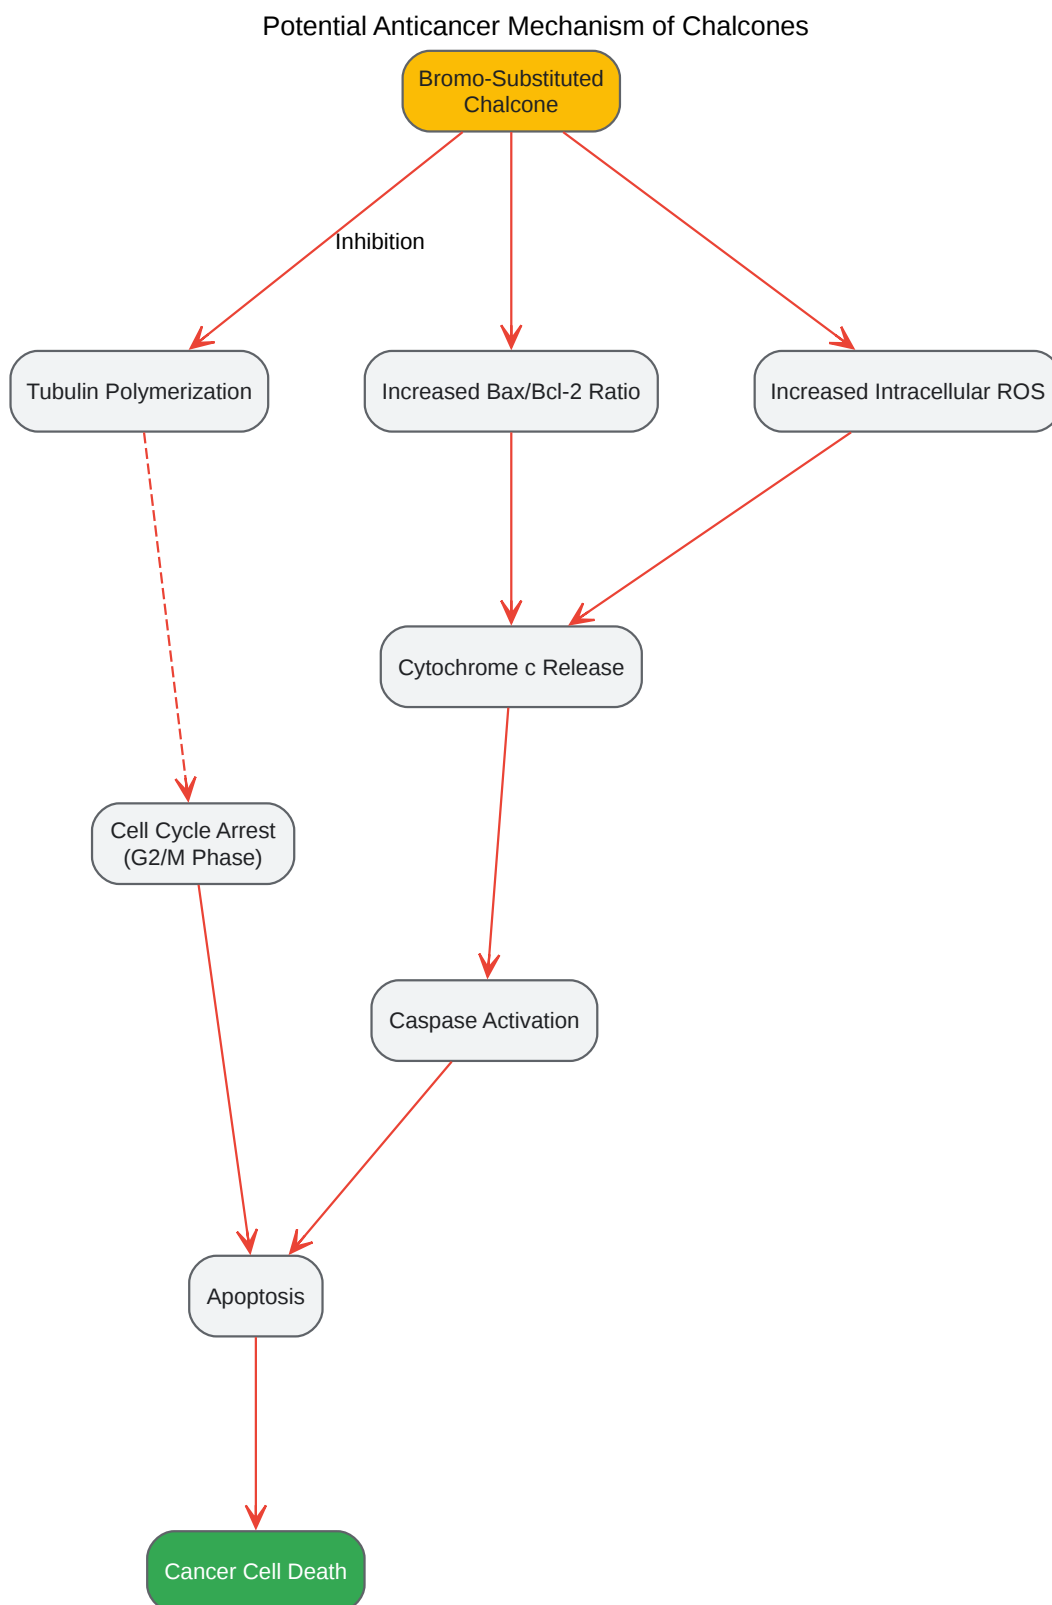 Potential Anticancer Mechanism of Chalcones
Bromo-Substituted
Chalcone
Inhibition
Tubulin Polymerization
Increased Bax/Bcl-2 Ratio
Increased Intracellular ROS
Cytochrome c Release
Cell Cycle Arrest
(G2/M Phase)
Caspase Activation
Apoptosis
Cancer Cell Death